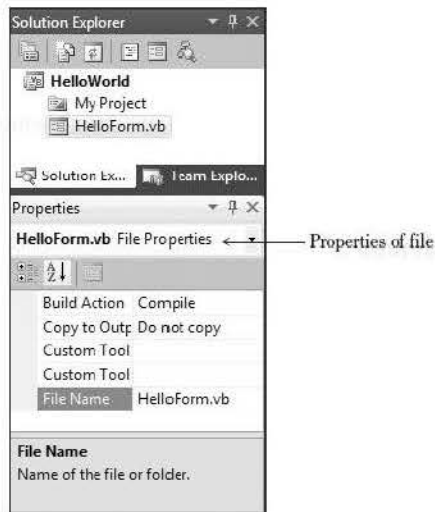 Solution Explorer
HelloWorld
My Project
HelloForm.vb
Solution Ex... Team Explo...
Properties
HelloForm.vb File Properties
Properties of file
Build Action Compile
Copy to Outp Do not copy
Custom Tool
Custom Tool
File Name HelloForm.vb
File Name
Name of the file or folder.